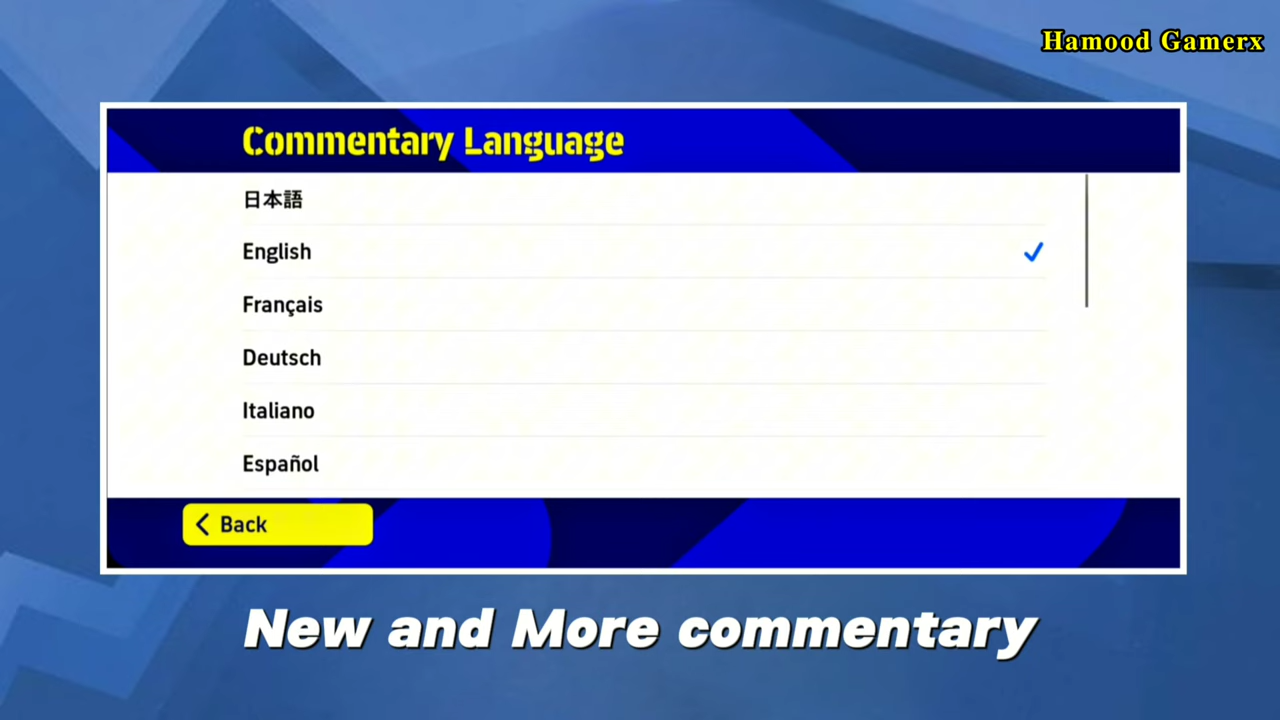 Hamood Gamerx
Commentary Language
日本語
English
Français
Deutsch
Italiano
Español
Back
New and More commentary